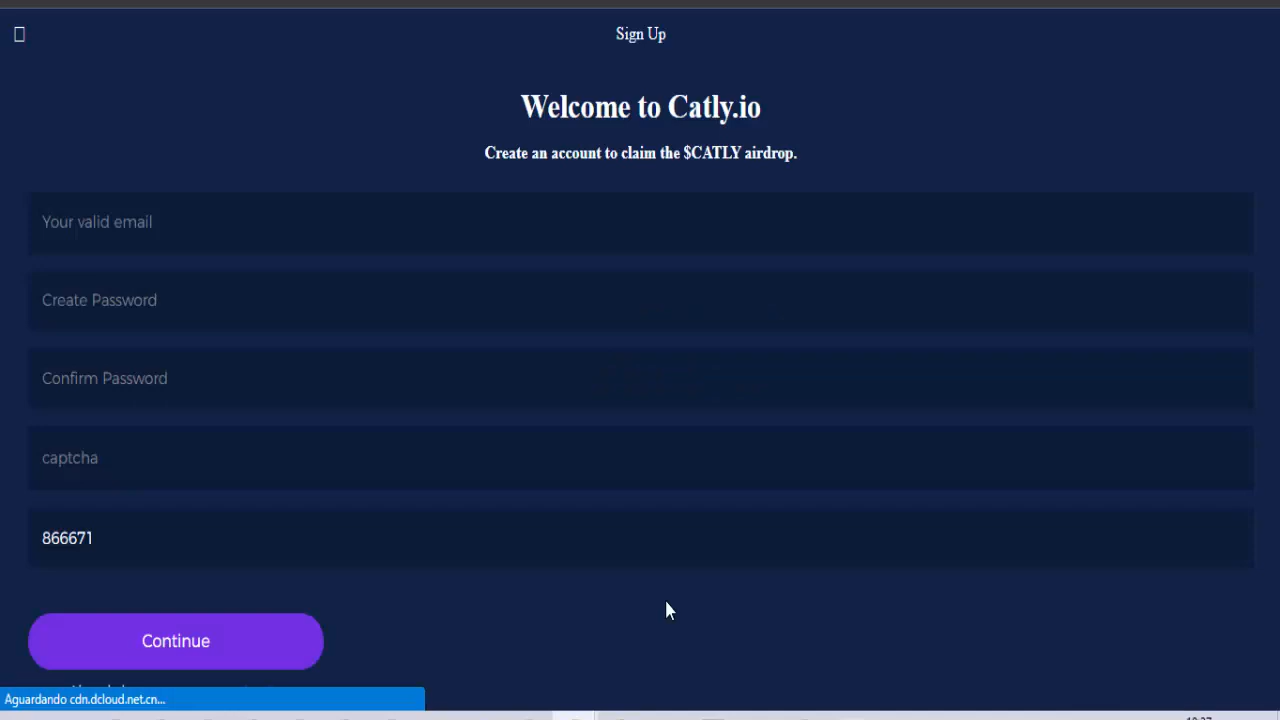 Sign Up
Welcome to Catly.io
Create an account to claim the $CATLY airdrop.
Your valid email
Create Password
Confirm Password
captcha
866671
Continue
Aguardando cdn.dcloud.net.cn...